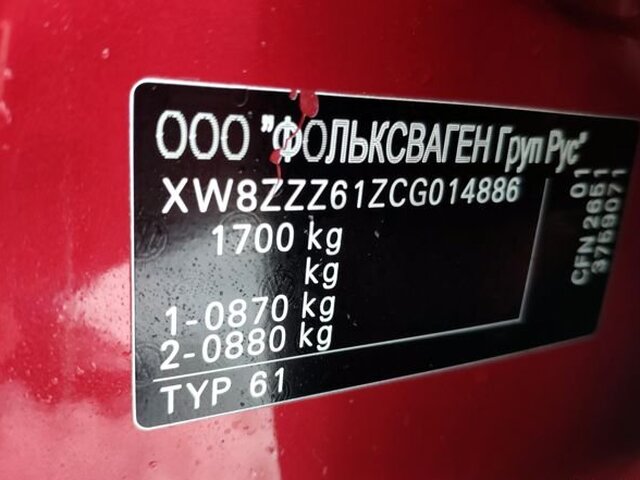 ООО "ФОЛЬКСВАГЕН Груп Рус"
XW8ZZZ61ZCG014886
1700 kg
kg
1-0870 kg
2-0880 kg
TYP 61
01
CFN 2651
3759071